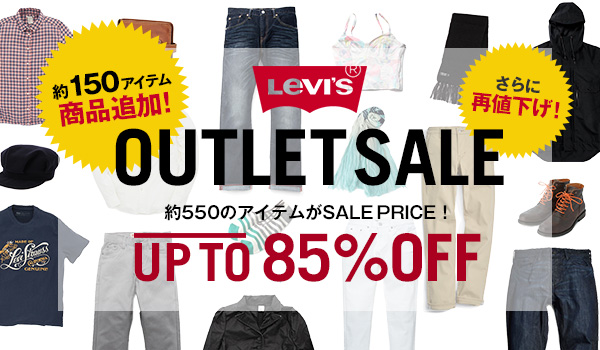 約150アイテム
商品追加!
LEVI'S®
さらに
再値下げ!
OUTLET SALE
約550のアイテムがSALE PRICE！
UP TO 85%OFF